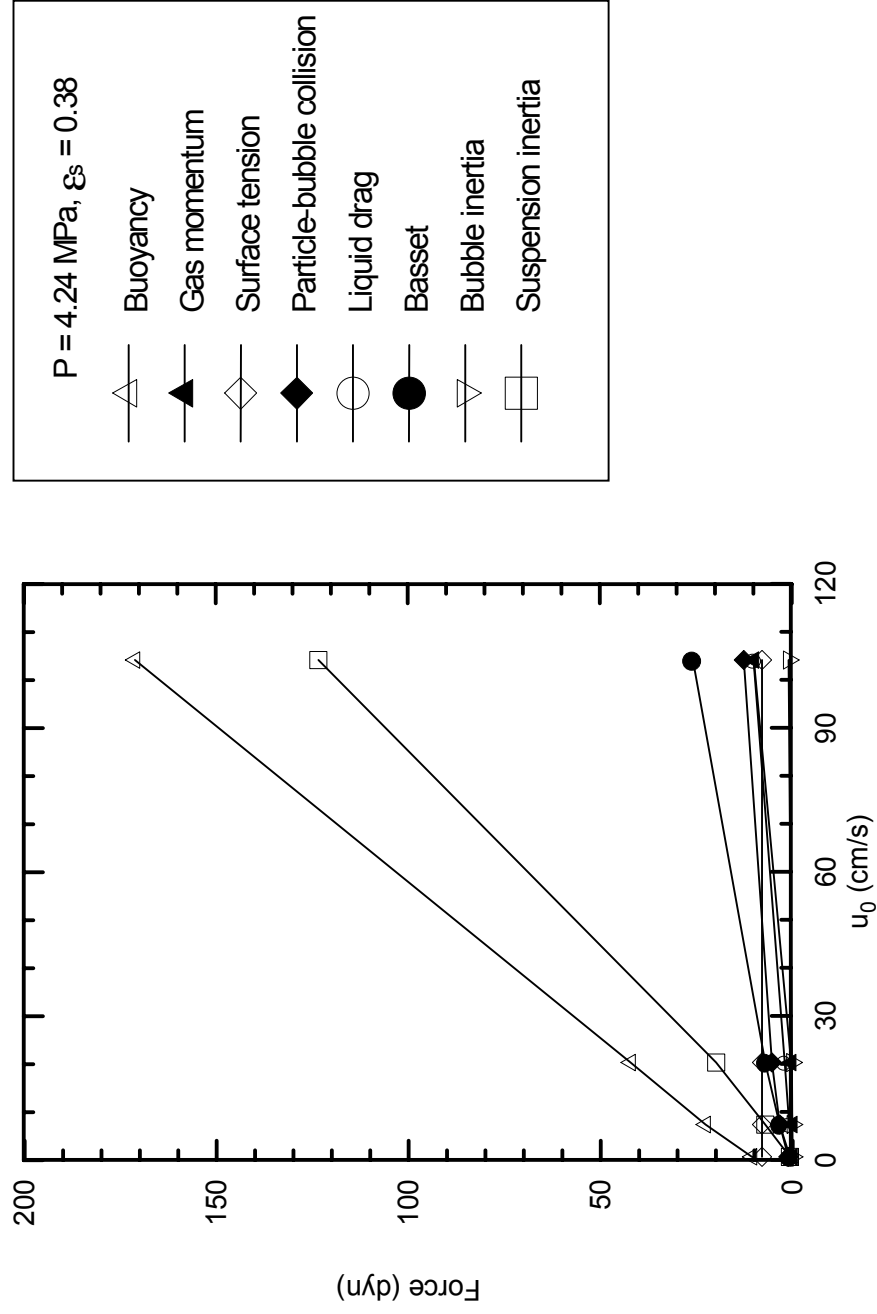 P = 4.24 MPa, εs = 0.38
Buoyancy
Gas momentum
Surface tension
Particle-bubble collision
Liquid drag
Basset
Bubble inertia
Suspension inertia
200
150
100
50
0
Force (dyn)
0
30
60
90
120
u0 (cm/s)